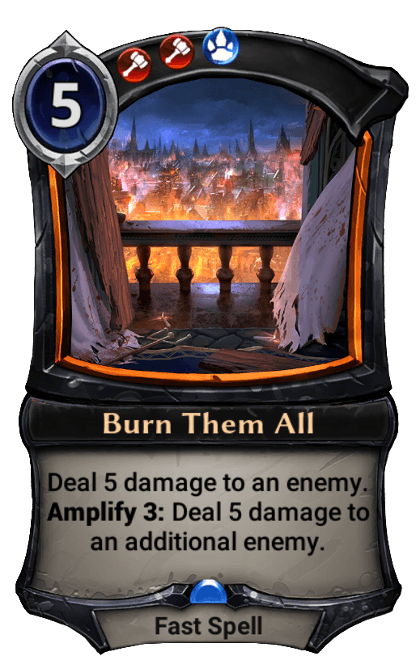 5
Burn Them All
Deal 5 damage to an enemy.
Amplify 3: Deal 5 damage to
an additional enemy.
Fast Spell